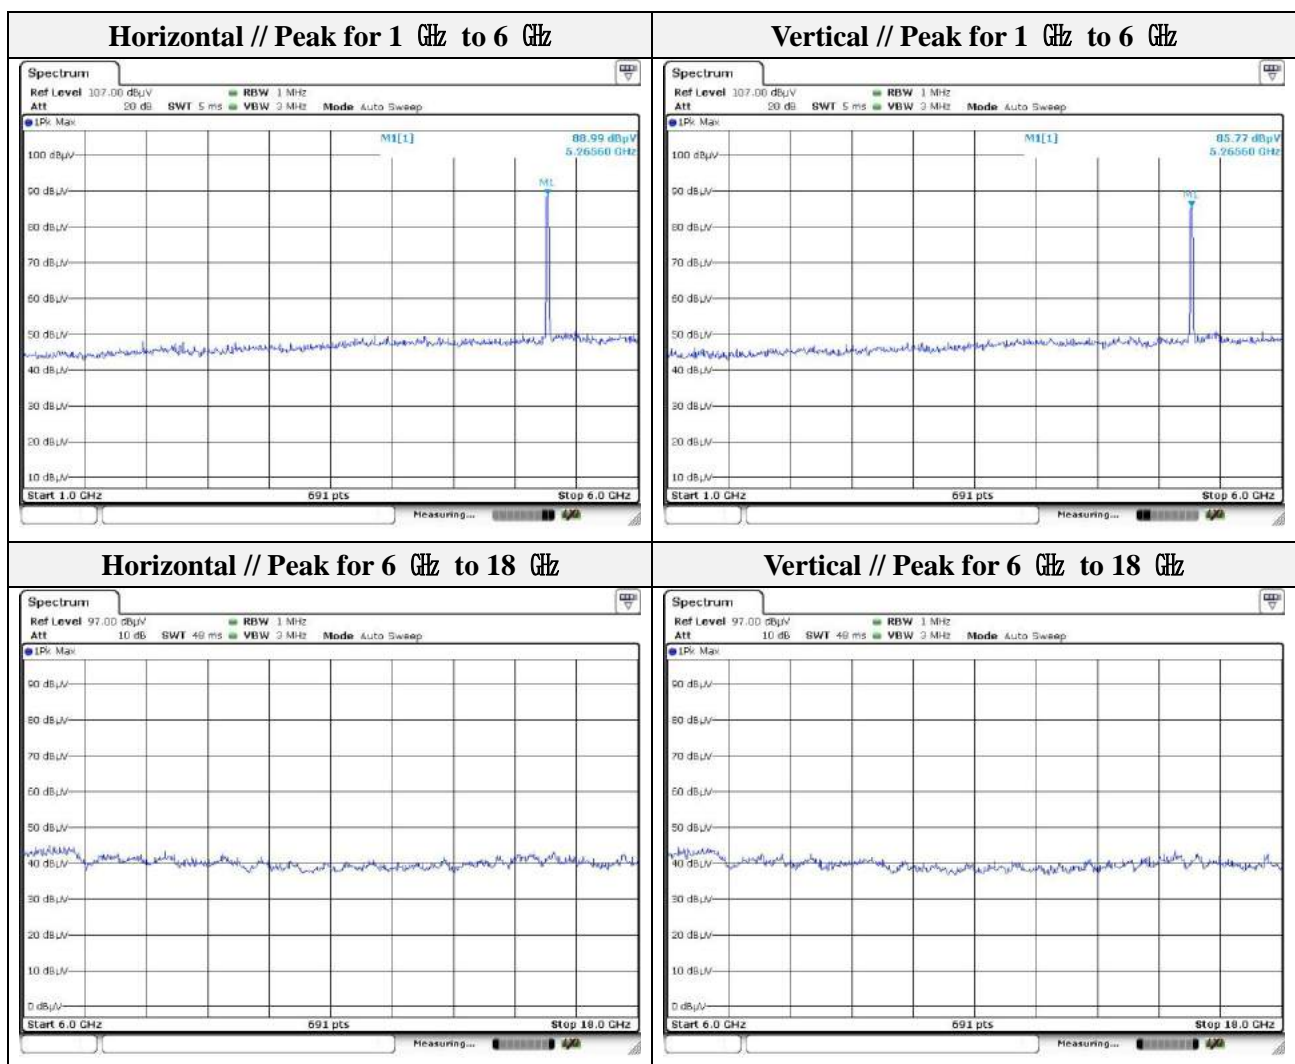 Horizontal // Peak for 1 ㎓ to 6 ㎓
Spectrum
Ref Level 107.00 dBµV RBW 1 MHz
Att 20 dB SWT 5 ms VBW 3 MHz Mode Auto Sweep
1Pk Max
M1[1] 88.99 dBµV
5.26560 GHz
M1
100 dBµV
90 dBµV
80 dBµV
70 dBµV
60 dBµV
50 dBµV
40 dBµV
30 dBµV
20 dBµV
10 dBµV
Start 1.0 GHz 691 pts Stop 6.0 GHz
Measuring...
Vertical // Peak for 1 ㎓ to 6 ㎓
Spectrum
Ref Level 107.00 dBµV RBW 1 MHz
Att 20 dB SWT 5 ms VBW 3 MHz Mode Auto Sweep
1Pk Max
M1[1] 85.77 dBµV
5.26560 GHz
M1
100 dBµV
90 dBµV
80 dBµV
70 dBµV
60 dBµV
50 dBµV
40 dBµV
30 dBµV
20 dBµV
10 dBµV
Start 1.0 GHz 691 pts Stop 6.0 GHz
Measuring...
Horizontal // Peak for 6 ㎓ to 18 ㎓
Spectrum
Ref Level 97.00 dBµV RBW 1 MHz
Att 10 dB SWT 48 ms VBW 3 MHz Mode Auto Sweep
1Pk Max
90 dBµV
80 dBµV
70 dBµV
60 dBµV
50 dBµV
40 dBµV
30 dBµV
20 dBµV
10 dBµV
0 dBµV
Start 6.0 GHz 691 pts Stop 18.0 GHz
Measuring...
Vertical // Peak for 6 ㎓ to 18 ㎓
Spectrum
Ref Level 97.00 dBµV RBW 1 MHz
Att 10 dB SWT 48 ms VBW 3 MHz Mode Auto Sweep
1Pk Max
90 dBµV
80 dBµV
70 dBµV
60 dBµV
50 dBµV
40 dBµV
30 dBµV
20 dBµV
10 dBµV
0 dBµV
Start 6.0 GHz 691 pts Stop 18.0 GHz
Measuring...